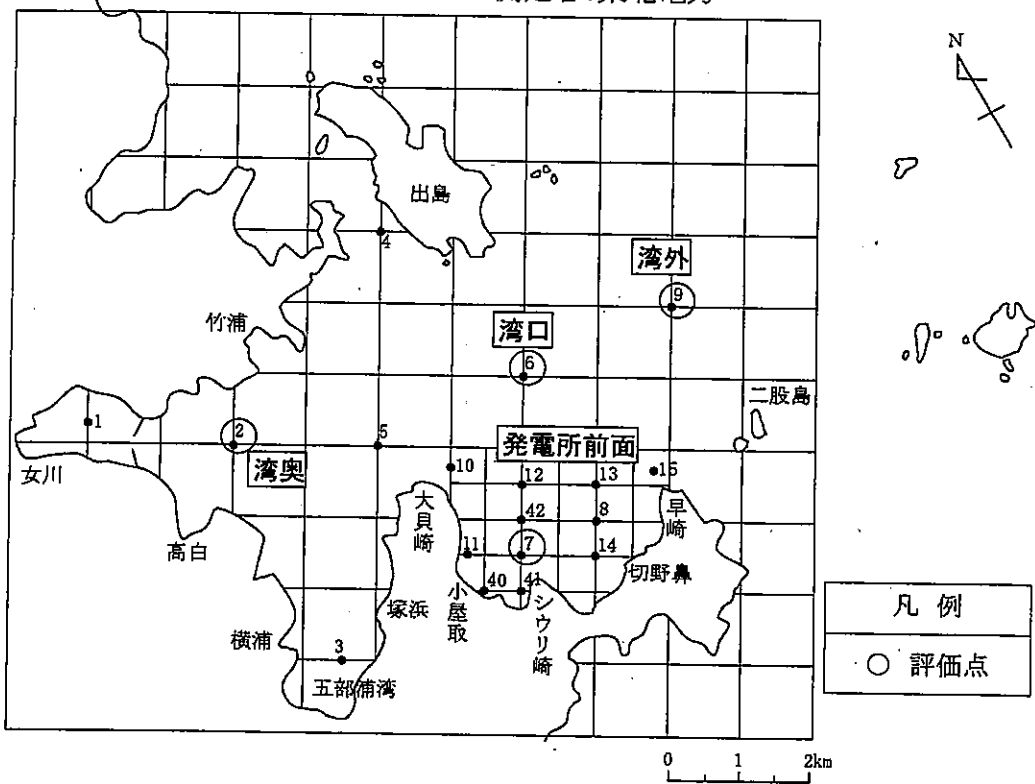 N
出島
4
湾外
9
竹浦
湾口
6
二股島
1
2
5
発電所前面
女川
湾奥
10
12
13
15
大貝崎
早崎
42
8
高白
11
7
14
切野鼻
40
41
小屋取
シウリ崎
塚浜
横浦
3
五部浦湾
凡例
○ 評価点
0 1 2km